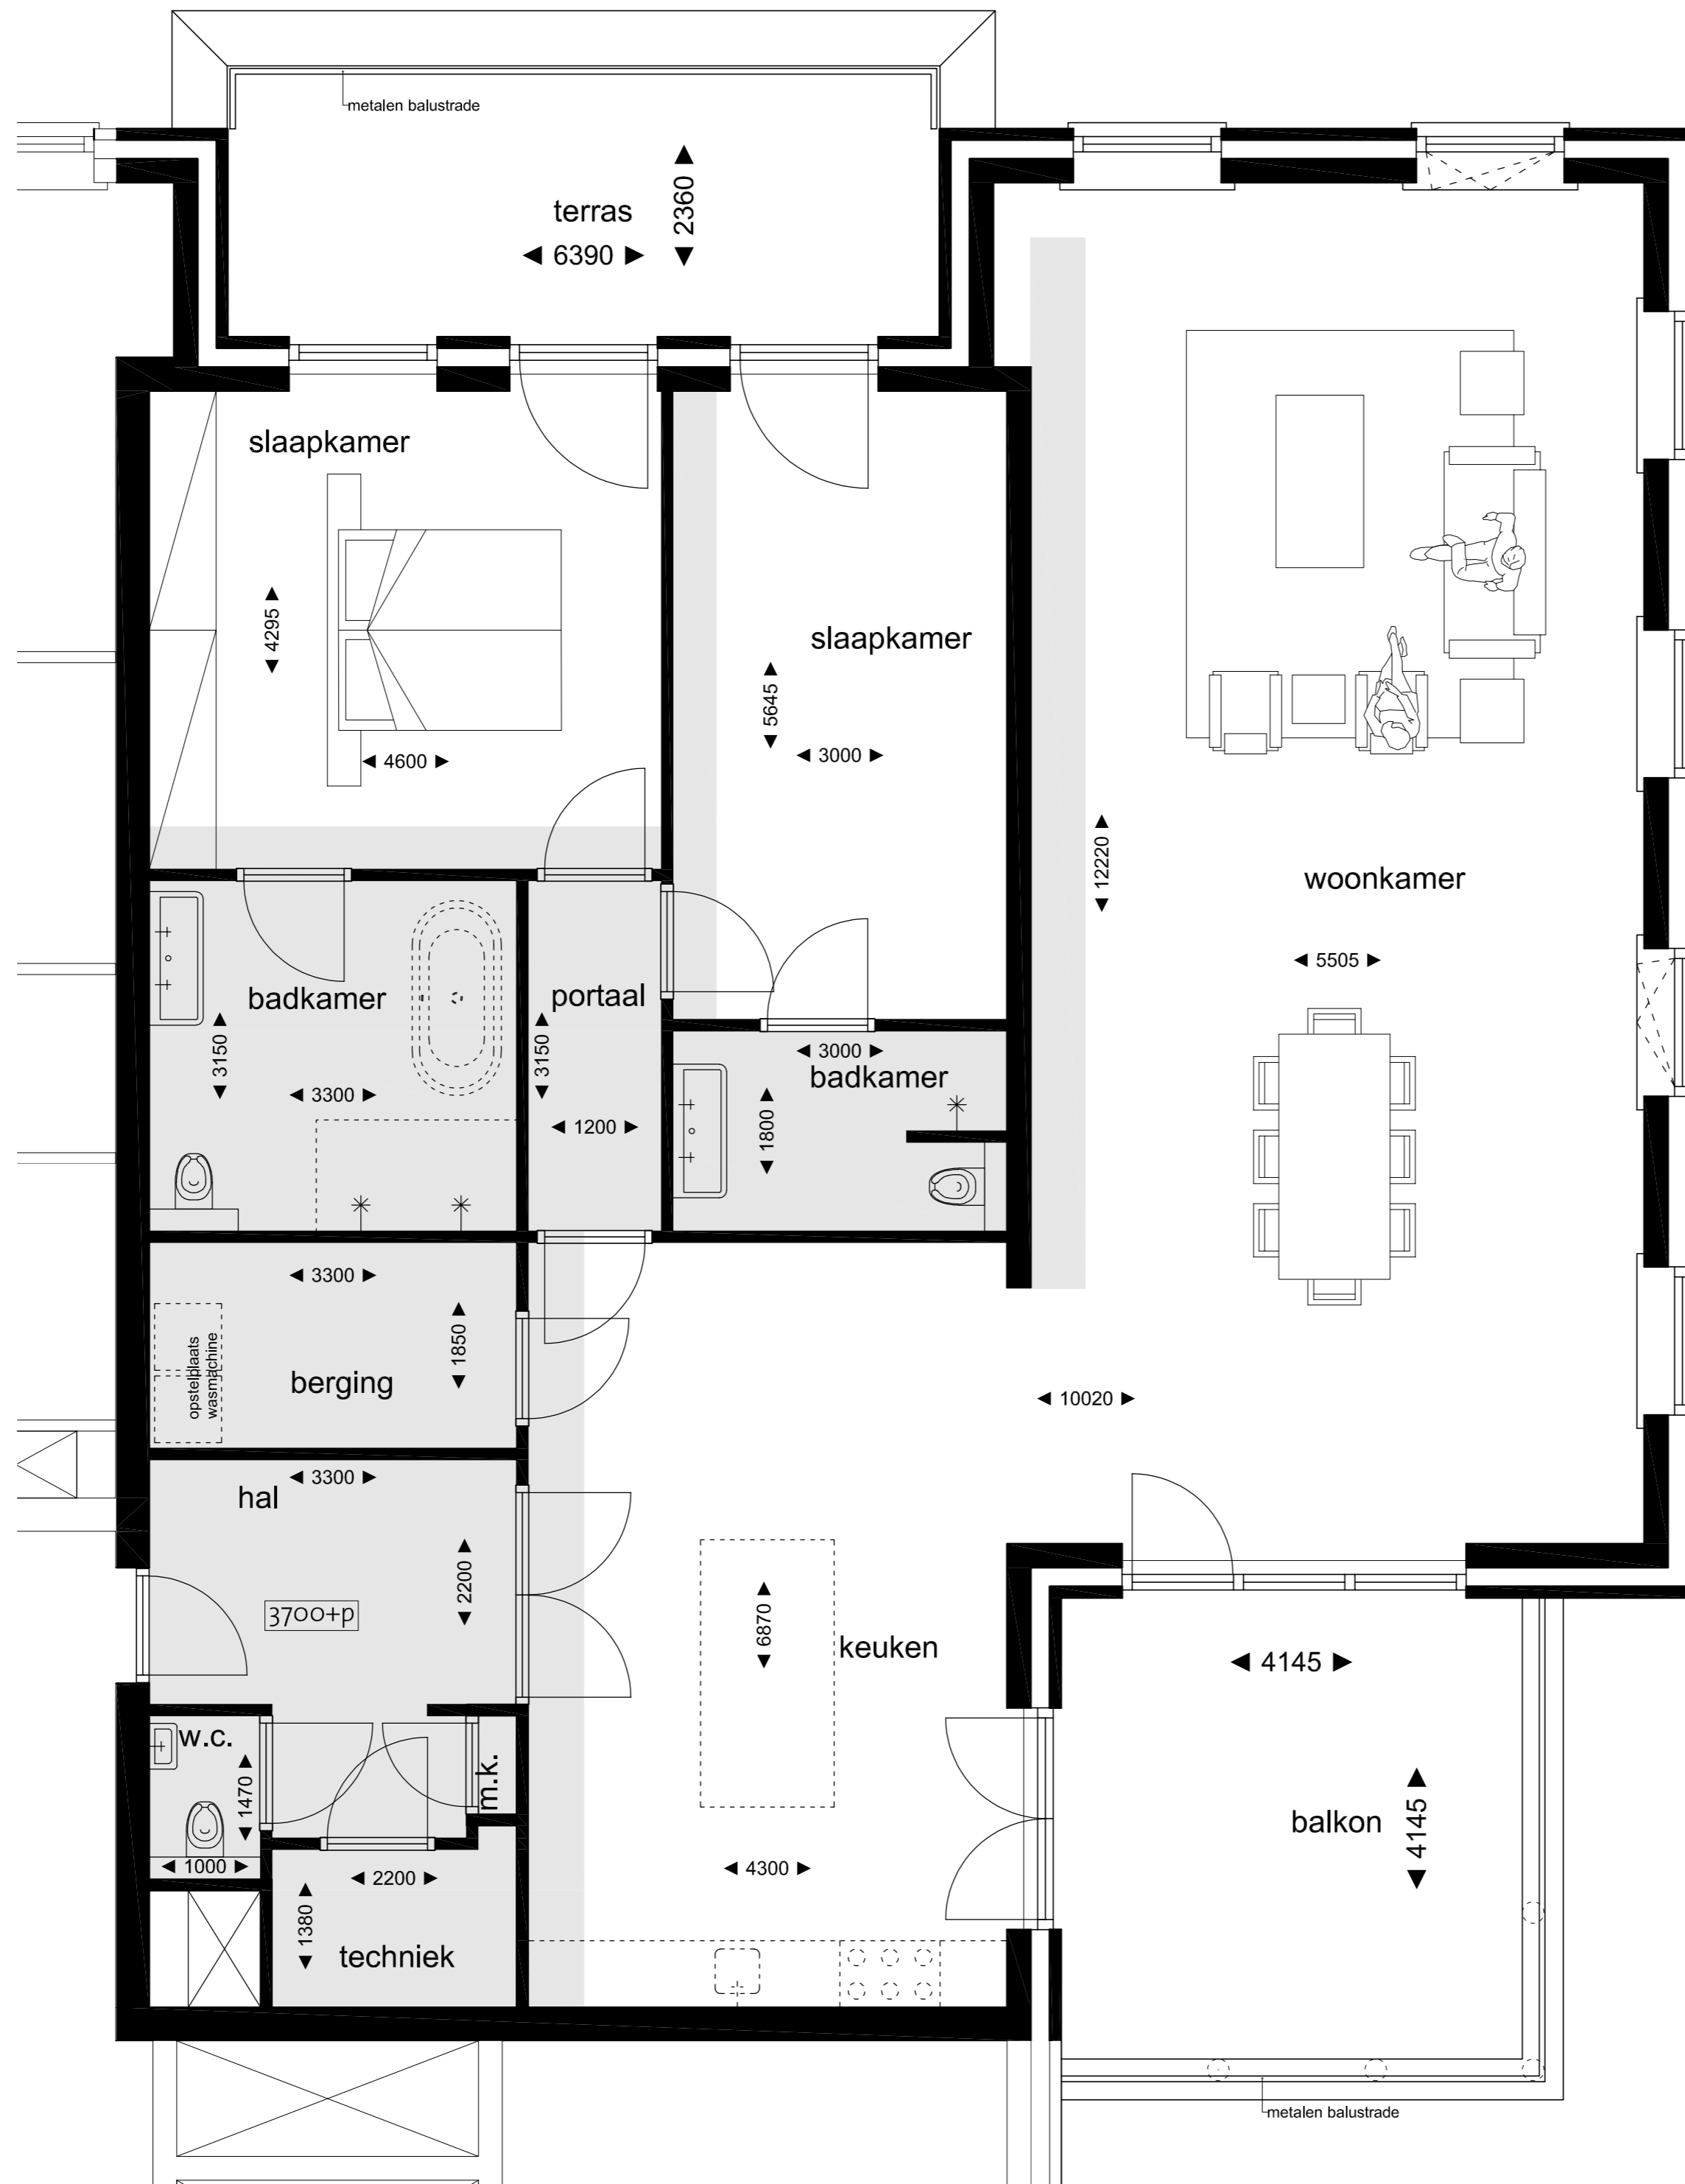 metalen balustrade
terras
2360
6390
slaapkamer
4295
4600
slaapkamer
5645
3000
12220
woonkamer
5505
badkamer
3150
3300
portaal
3150
1200
3000
badkamer
1800
3300
1850
opstelplaats
wasmachine
berging
10020
3300
hal
2200
3700+p
6870
keuken
4145
w.c.
1470
m.k.
1000
2200
1380
techniek
4300
balkon
4145
metalen balustrade